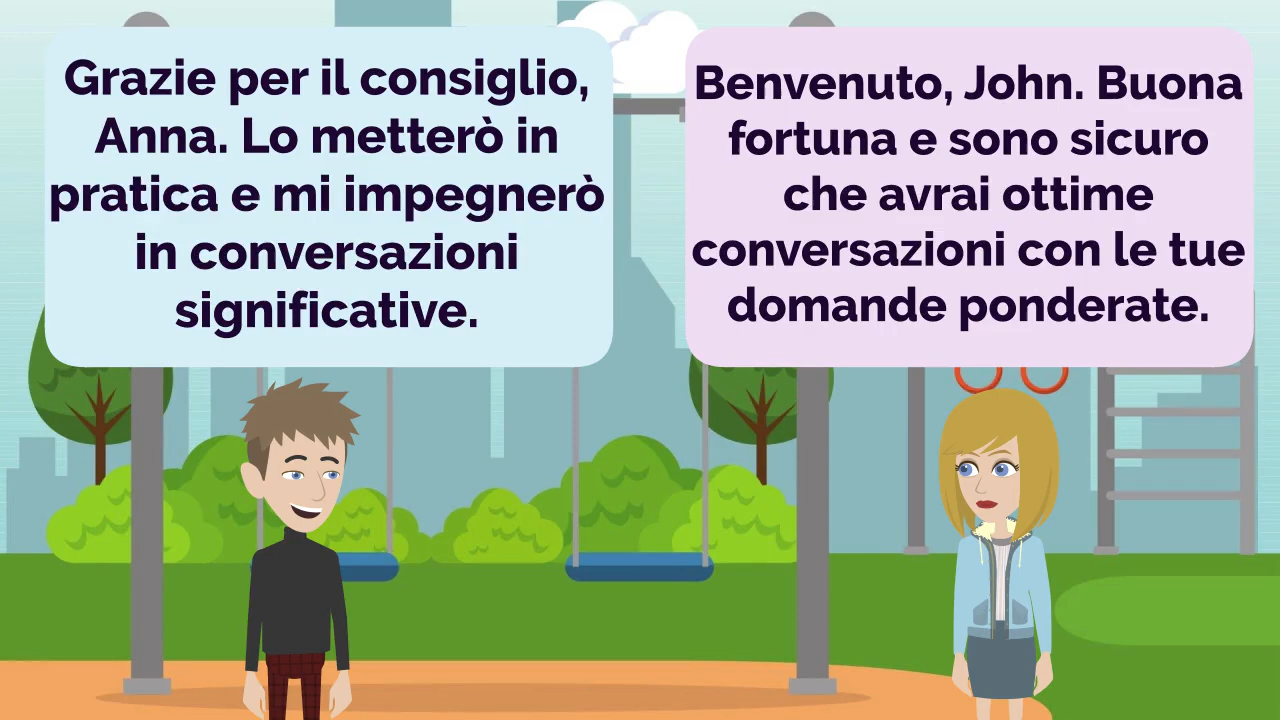 Grazie per il consiglio,
Anna. Lo metterò in
pratica e mi impegnerò
in conversazioni
significative.
Benvenuto, John. Buona
fortuna e sono sicuro
che avrai ottime
conversazioni con le tue
domande ponderate.